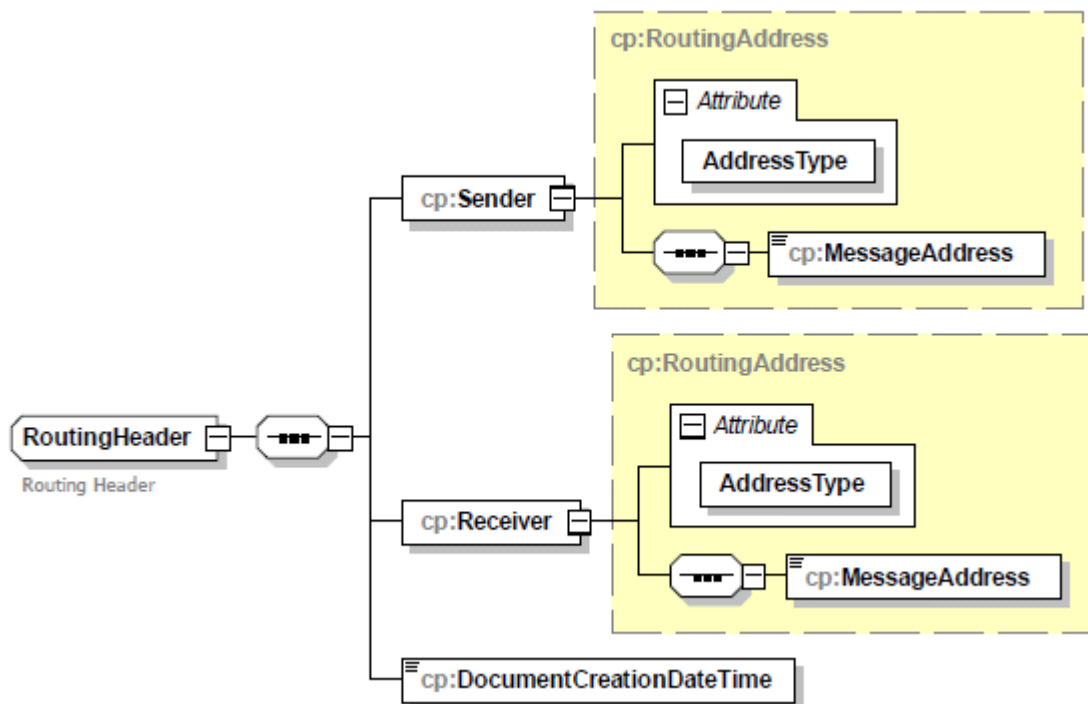 cp:RoutingAddress
Attribute
AddressType
cp:Sender
cp:MessageAddress
cp:RoutingAddress
RoutingHeader
Routing Header
Attribute
AddressType
cp:Receiver
cp:MessageAddress
cp:DocumentCreationDateTime